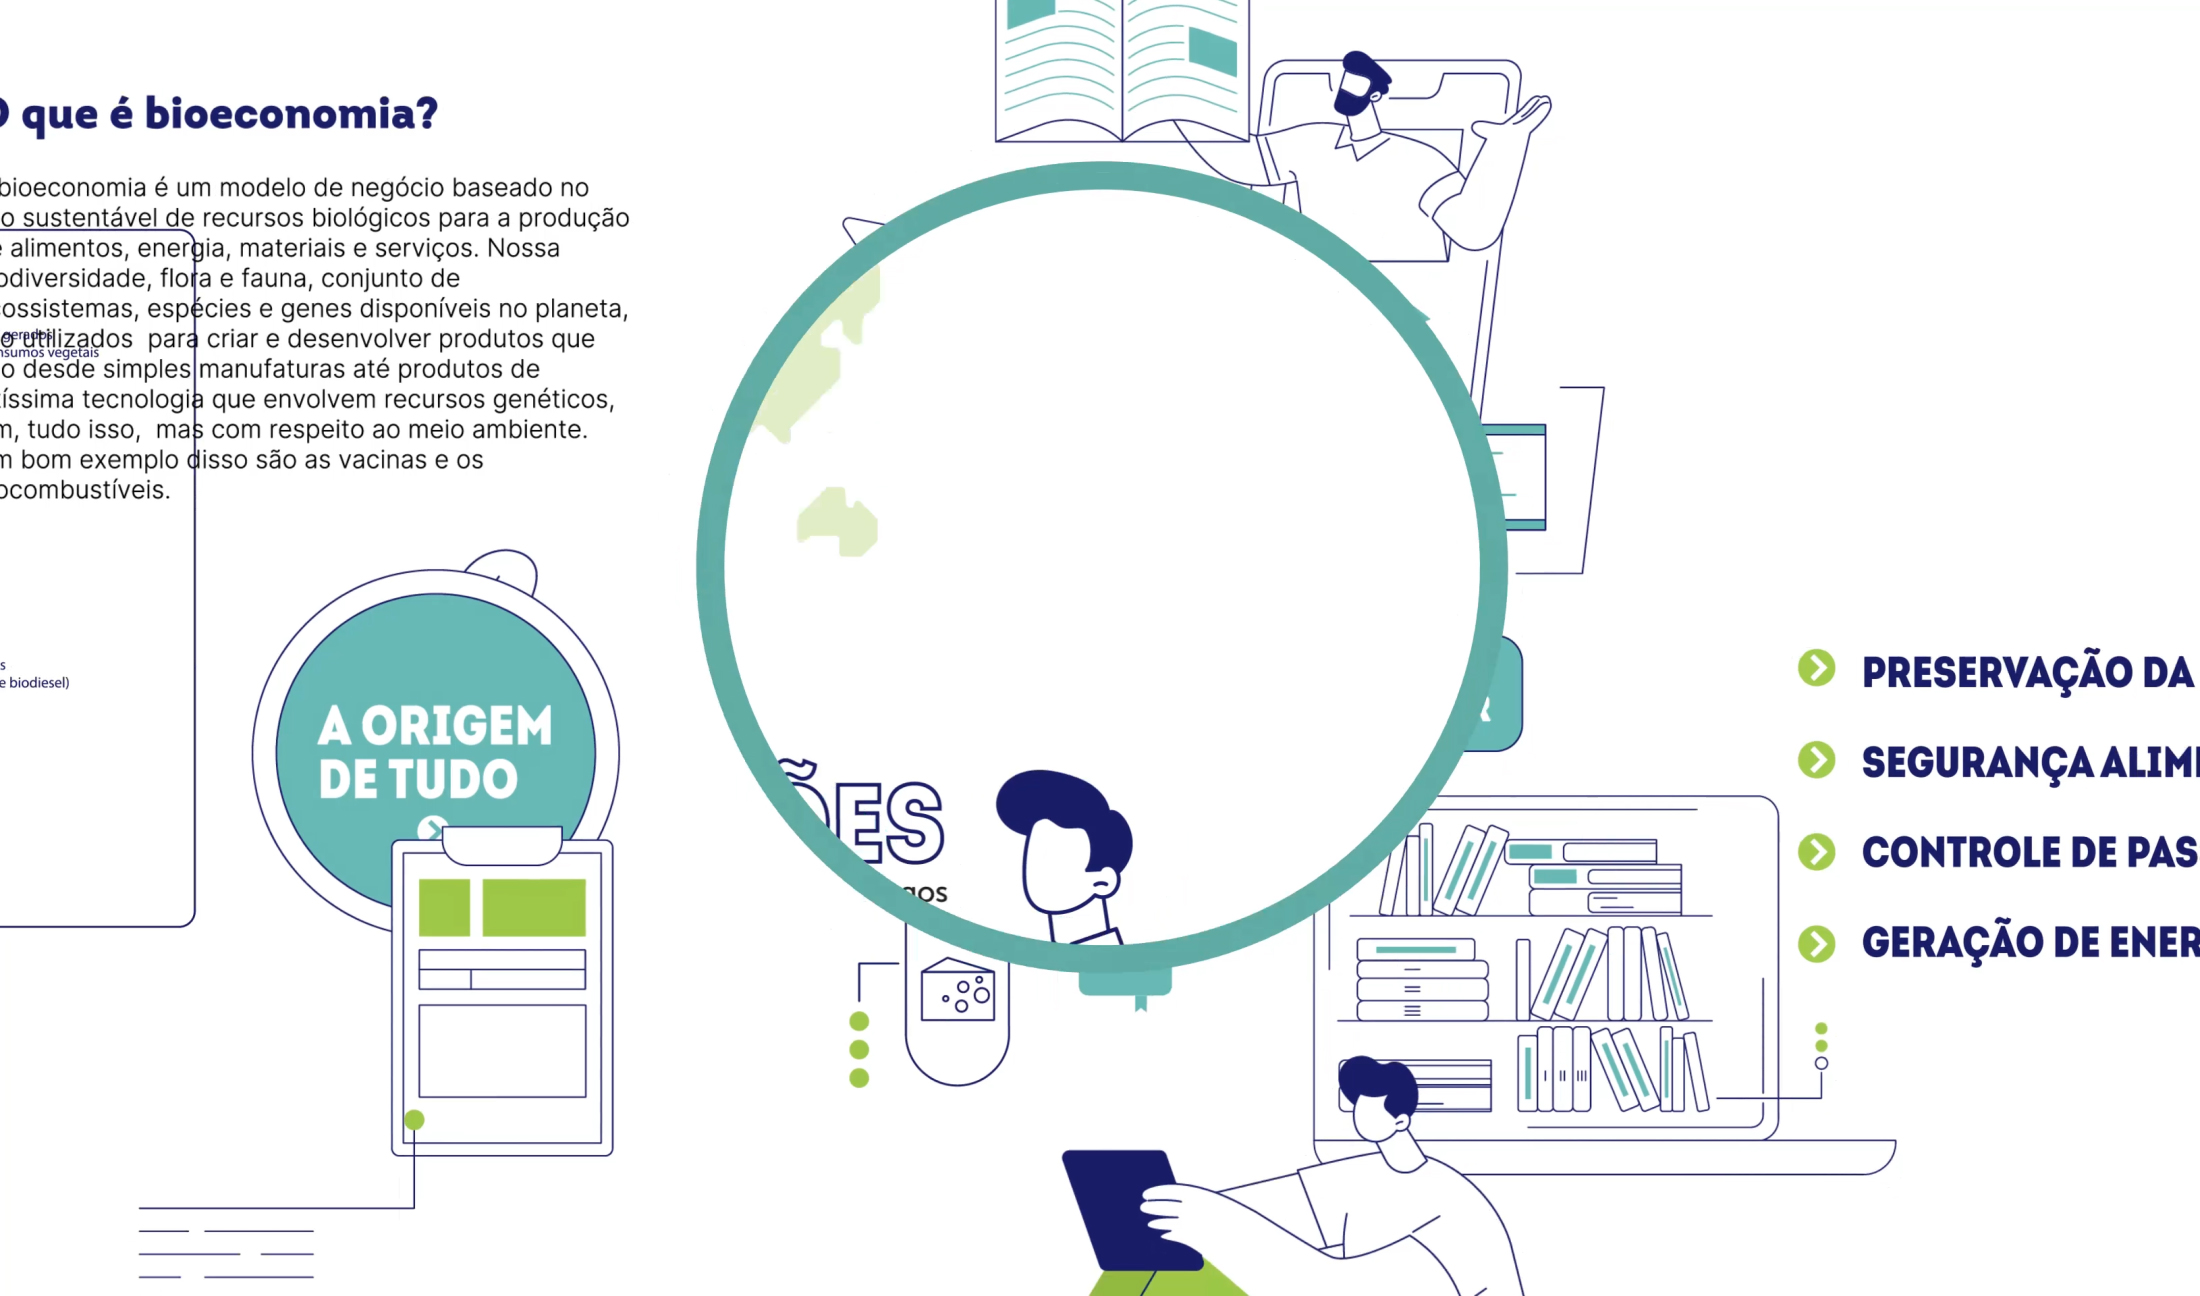 que é bioeconomia?
bioeconomia é um modelo de negócio baseado no
o sustentável de recursos biológicos para a produção
e alimentos, energia, materiais e serviços. Nossa
odiversidade, flora e fauna, conjunto de
cossistemas, espécies e genes disponíveis no planeta,
o utilizados para criar e desenvolver produtos que
o desde simples manufaturas até produtos de
tíssima tecnologia que envolvem recursos genéticos,
m, tudo isso, mas com respeito ao meio ambiente.
m bom exemplo disso são as vacinas e os
ocombustíveis.
gerados
nsumos vegetais
s
e biodiesel)
A ORIGEM
DE TUDO
ÕES
gos
R
PRESERVAÇÃO DA
SEGURANÇA ALIM
CONTROLE DE PAS
GERAÇÃO DE ENER